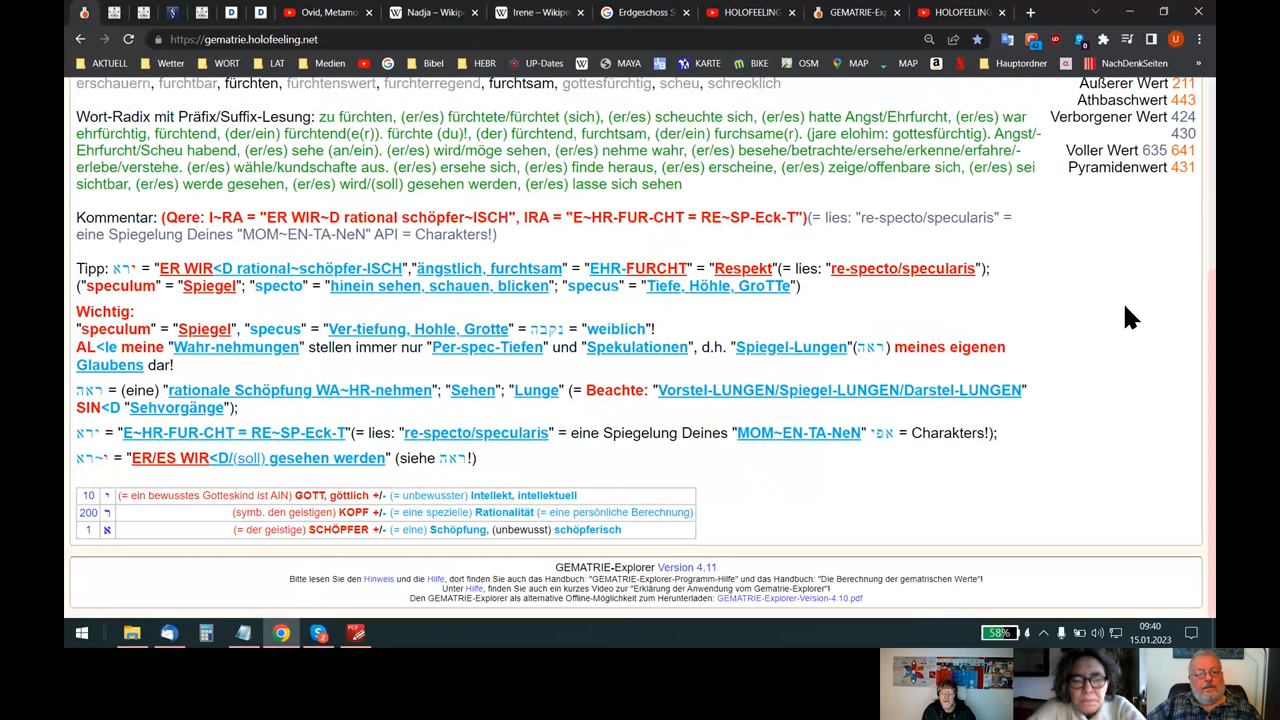 Ovid, Metamo
Nadja – Wikipe
Irene – Wikipe
Erdgeschoss S
HOLOFEELING
GEMATRIE-Exp
HOLOFEELING
https://gematrie.holofeeling.net
AKTUELL Wetter WORT LAT Medien Bibel HEBR UP-Dates MAYA KARTE BIKE OSM MAP MAP Hauptordner NachDenkSeiten
erschauern, furchtbar, fürchten, fürchtenswert, furchterregend, furchtsam, gottesfürchtig, scheu, schrecklich
Äußerer Wert 211
Athbaschwert 443
Verborgener Wert 424
430
Voller Wert 635 641
Pyramidenwert 431
Wort-Radix mit Präfix/Suffix-Lesung: zu fürchten, (er/es) fürchtete/fürchtet (sich), (er/es) scheuchte sich, (er/es) hatte Angst/Ehrfurcht, (er/es) war
ehrfürchtig, fürchtend, (der/ein) fürchtend(e(r)). fürchte (du)!, (der) fürchtend, furchtsam, (der/ein) furchsame(r). (jare elohim: gottesfürchtig). Angst/-
Ehrfurcht/Scheu habend, (er/es) sehe (an/ein). (er/es) wird/möge sehen, (er/es) nehme wahr, (er/es) besehe/betrachte/ersehe/erkenne/erfahre/-
erlebe/verstehe. (er/es) wähle/kundschafte aus. (er/es) ersehe sich, (er/es) finde heraus, (er/es) erscheine, (er/es) zeige/offenbare sich, (er/es) sei
sichtbar, (er/es) werde gesehen, (er/es) wird/(soll) gesehen werden, (er/es) lasse sich sehen
Kommentar: (Qere: I~RA = "ER WIR~D rational schöpfer~ISCH", IRA = "E~HR-FUR-CHT = RE~SP-Eck-T")(= lies: "re-specto/specularis" =
eine Spiegelung Deines "MOM~EN-TA-NeN" API = Charakters!)
Tipp: ירא = "ER WIR<D rational~schöpfer-ISCH","ängstlich, furchtsam" = "EHR-FURCHT" = "Respekt"(= lies: "re-specto/specularis");
("speculum" = "Spiegel"; "specto" = "hinein sehen, schauen, blicken"; "specus" = "Tiefe, Höhle, GroTTe")
Wichtig:
"speculum" = "Spiegel", "specus" = "Ver-tiefung, Hohle, Grotte" = נקבה = "weiblich"!
AL<le meine "Wahr-nehmungen" stellen immer nur "Per-spec-Tiefen" und "Spekulationen", d.h. "Spiegel-Lungen"(ראה) meines eigenen
Glaubens dar!
ראה = (eine) "rationale Schöpfung WA~HR-nehmen"; "Sehen"; "Lunge" (= Beachte: "Vorstel-LUNGEN/Spiegel-LUNGEN/Darstel-LUNGEN"
SIN<D "Sehvorgänge");
ירא = "E~HR-FUR-CHT = RE~SP-Eck-T"(= lies: "re-specto/specularis" = eine Spiegelung Deines "MOM~EN-TA-NeN" אפי = Charakters!);
י~רא = "ER/ES WIR<D/(soll) gesehen werden" (siehe ראה!)
10 י (= ein bewusstes Gotteskind ist AIN) GOTT, göttlich +/- (= unbewusster) Intellekt, intellektuell
200 ר (symb. den geistigen) KOPF +/- (= eine spezielle) Rationalität (= eine persönliche Berechnung)
1 א (= der geistige) SCHÖPFER +/- (= eine) Schöpfung, (unbewusst) schöpferisch
GEMATRIE-Explorer Version 4.11
Bitte lesen Sie den Hinweis und die Hilfe, dort finden Sie auch das Handbuch: "GEMATRIE-Explorer-Programm-Hilfe" und das Handbuch: "Die Berechnung der gematrischen Werte"!
Unter Hilfe, finden Sie auch ein kurzes Video zur "Erklärung der Anwendung vom Gematrie-Explorer"!
Den GEMATRIE-Explorer als alternative Offline-Möglichkeit zum Herunterladen: GEMATRIE-Explorer-Version-4.10.pdf
58%
09:40
15.01.2023